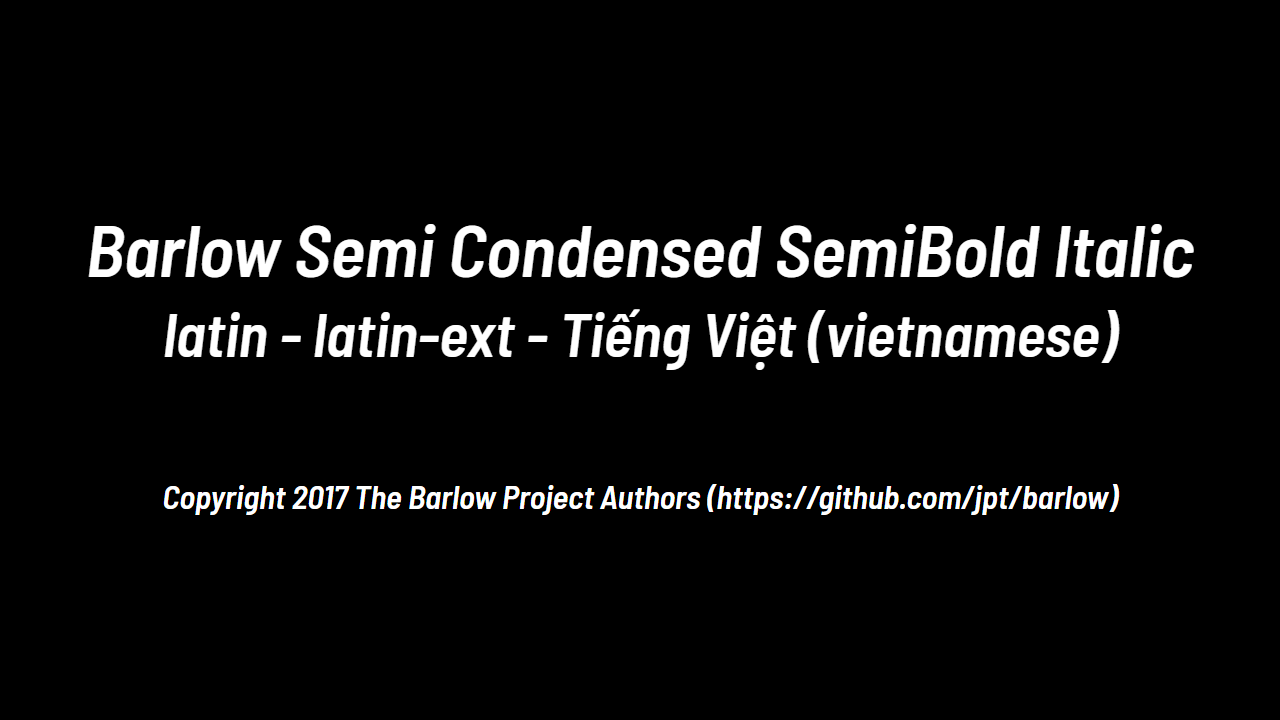 Barlow Semi Condensed SemiBold Italic
latin - latin-ext - Tiếng Việt (vietnamese)
Copyright 2017 The Barlow Project Authors (https://github.com/jpt/barlow)